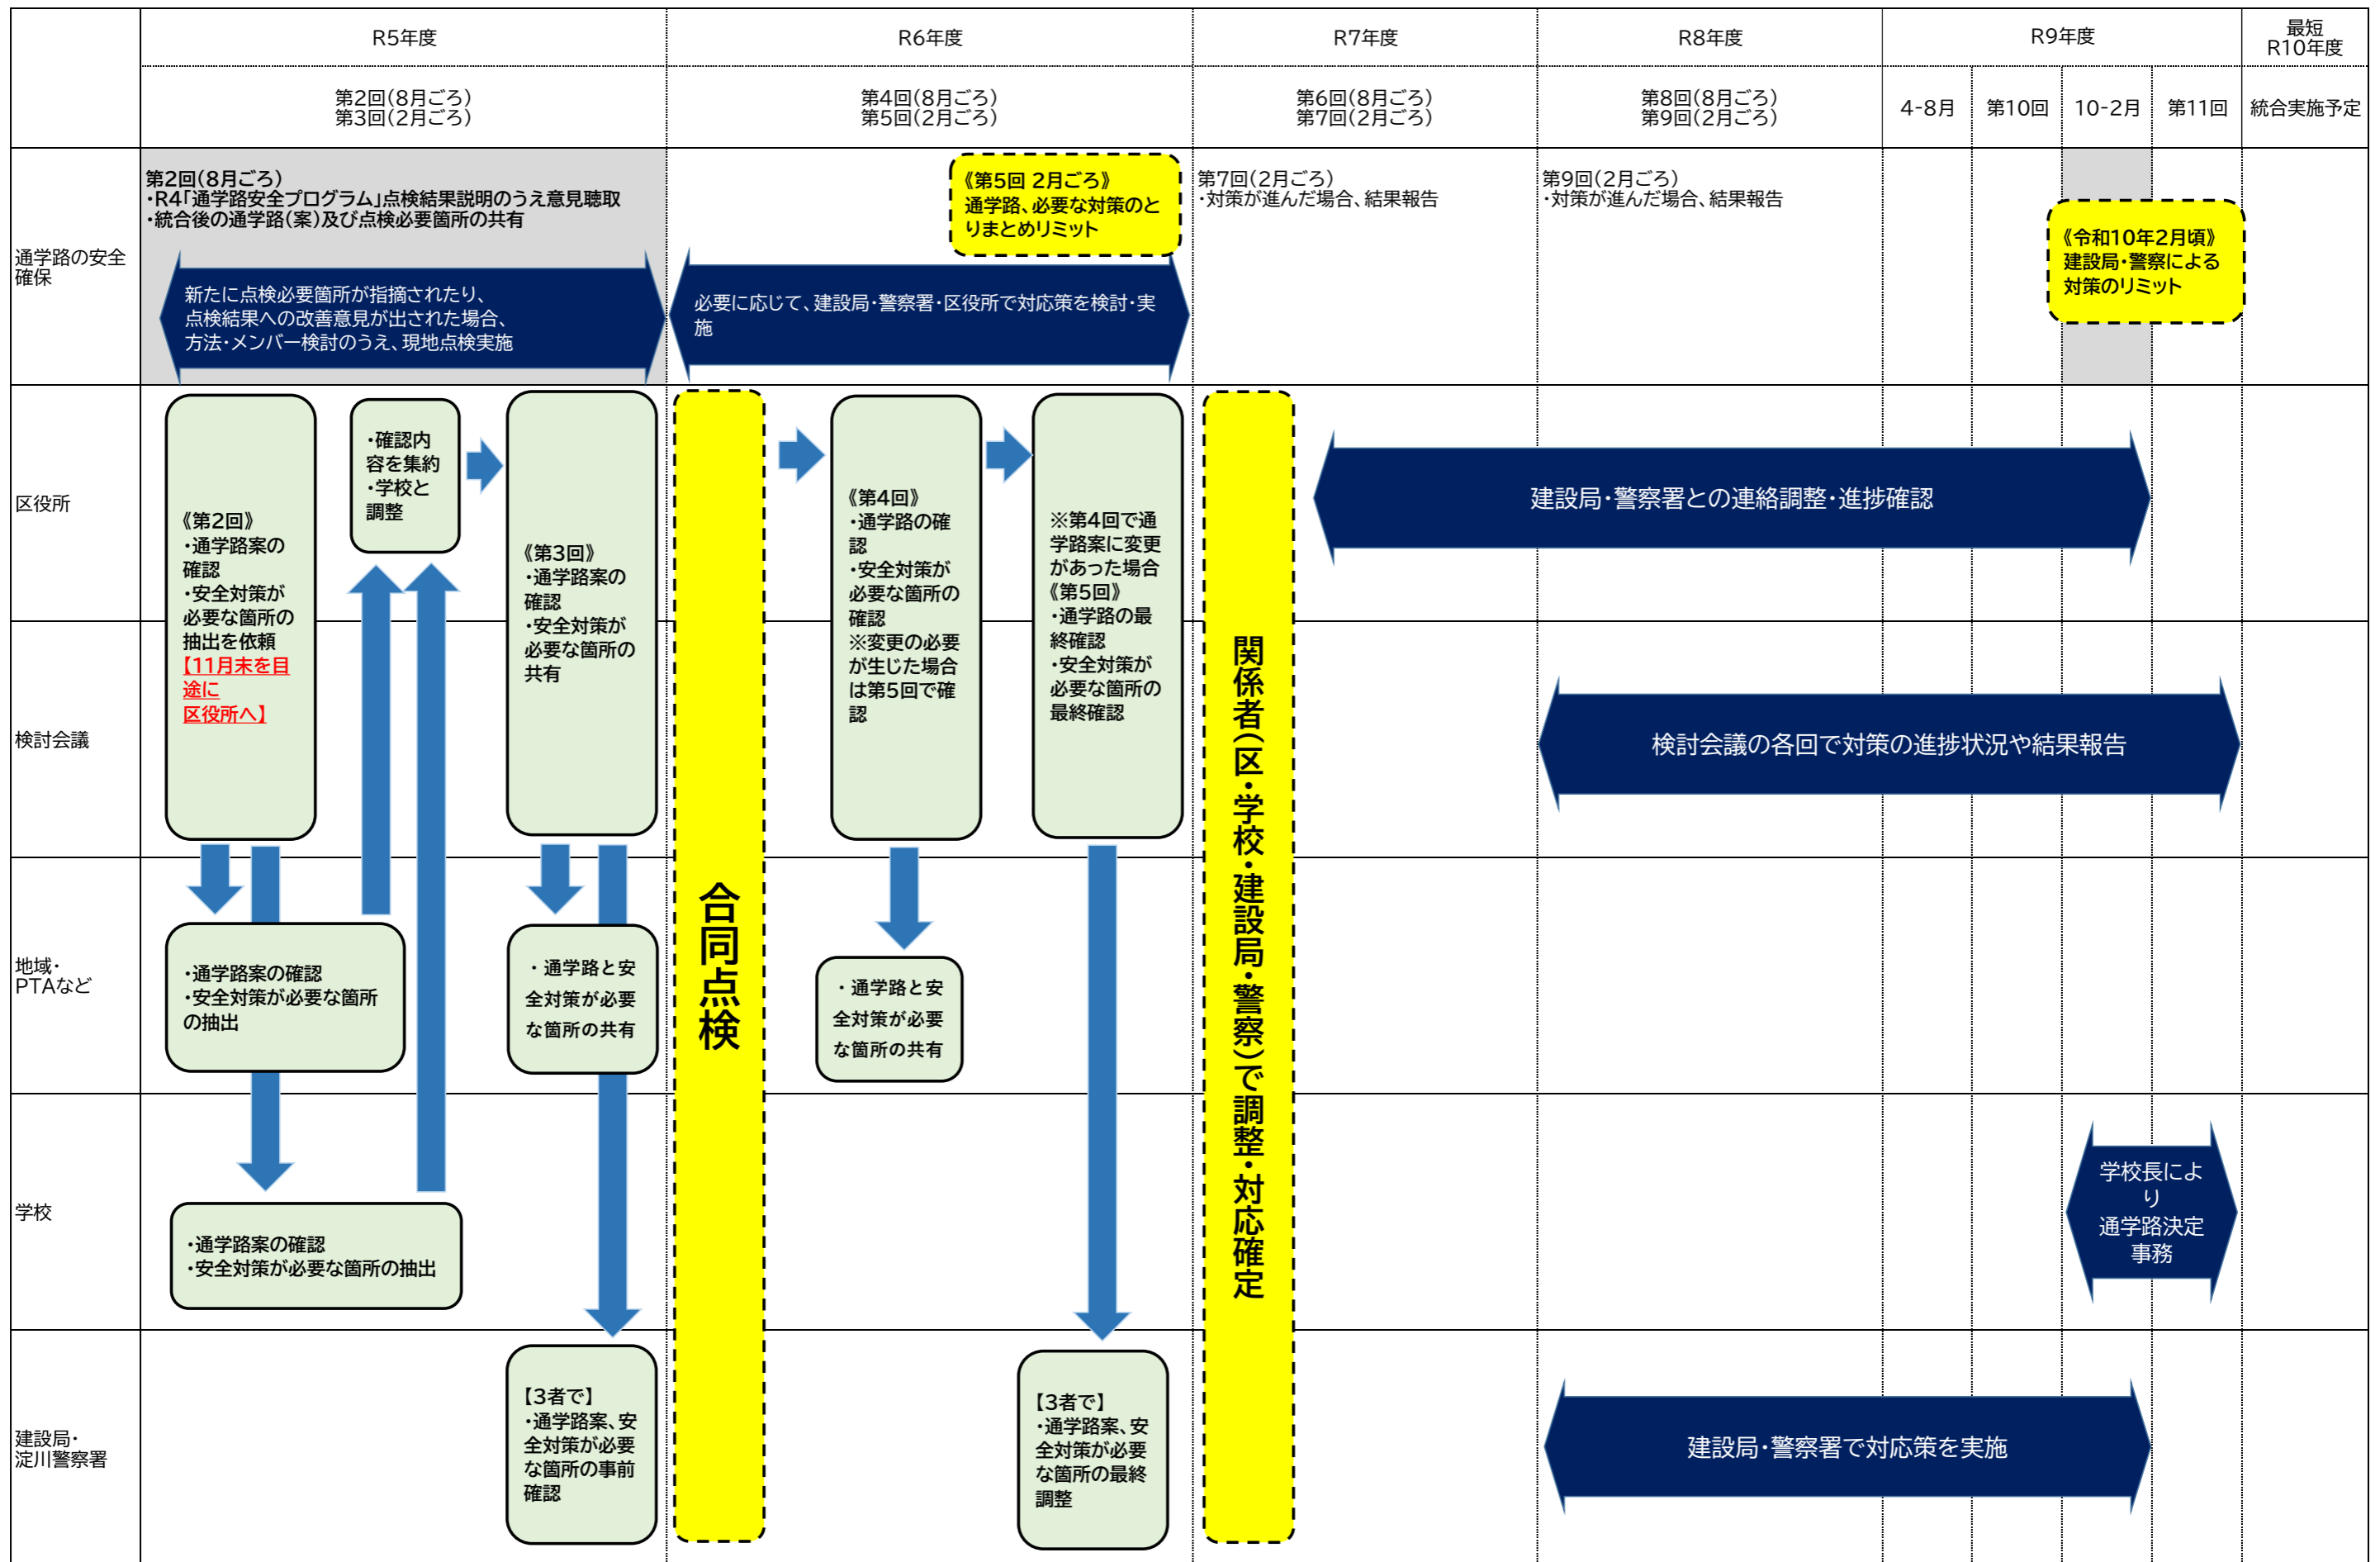 R5年度
R6年度
R7年度
R8年度
R9年度
最短
R10年度
第2回(8月ごろ)
第3回(2月ごろ)
第4回(8月ごろ)
第5回(2月ごろ)
第6回(8月ごろ)
第7回(2月ごろ)
第8回(8月ごろ)
第9回(2月ごろ)
4-8月
第10回
10-2月
第11回
統合実施予定
通学路の安全
確保
第2回(8月ごろ)
・R4「通学路安全プログラム」点検結果説明のうえ意見聴取
・統合後の通学路(案)及び点検必要箇所の共有
新たに点検必要箇所が指摘されたり、
点検結果への改善意見が出された場合、
方法・メンバー検討のうえ、現地点検実施
《第5回 2月ごろ》
通学路、必要な対策のと
りまとめリミット
必要に応じて、建設局・警察署・区役所で対応策を検討・実
施
第7回(2月ごろ)
・対策が進んだ場合、結果報告
第9回(2月ごろ)
・対策が進んだ場合、結果報告
《令和10年2月頃》
建設局・警察による
対策のリミット
区役所
検討会議
《第2回》
・通学路案の
確認
・安全対策が
必要な箇所の
抽出を依頼
【11月末を目
途に
区役所へ】
・確認内
容を集約
・学校と
調整
《第3回》
・通学路案の
確認
・安全対策が
必要な箇所の
共有
合同点検
《第4回》
・通学路の確
認
・安全対策が
必要な箇所の
確認
※変更の必要
が生じた場合
は第5回で確
認
※第4回で通
学路案に変更
があった場合
《第5回》
・通学路の最
終確認
・安全対策が
必要な箇所の
最終確認
関係者(区・学校・建設局・警察)で調整・対応確定
建設局・警察署との連絡調整・進捗確認
検討会議の各回で対策の進捗状況や結果報告
地域・
PTAなど
・通学路案の確認
・安全対策が必要な箇所
の抽出
・通学路と安
全対策が必要
な箇所の共有
・通学路と安
全対策が必要
な箇所の共有
学校
・通学路案の確認
・安全対策が必要な箇所の抽出
学校長によ
り
通学路決定
事務
建設局・
淀川警察署
【3者で】
・通学路案、安
全対策が必要
な箇所の事前
確認
【3者で】
・通学路案、安
全対策が必要
な箇所の最終
調整
建設局・警察署で対応策を実施